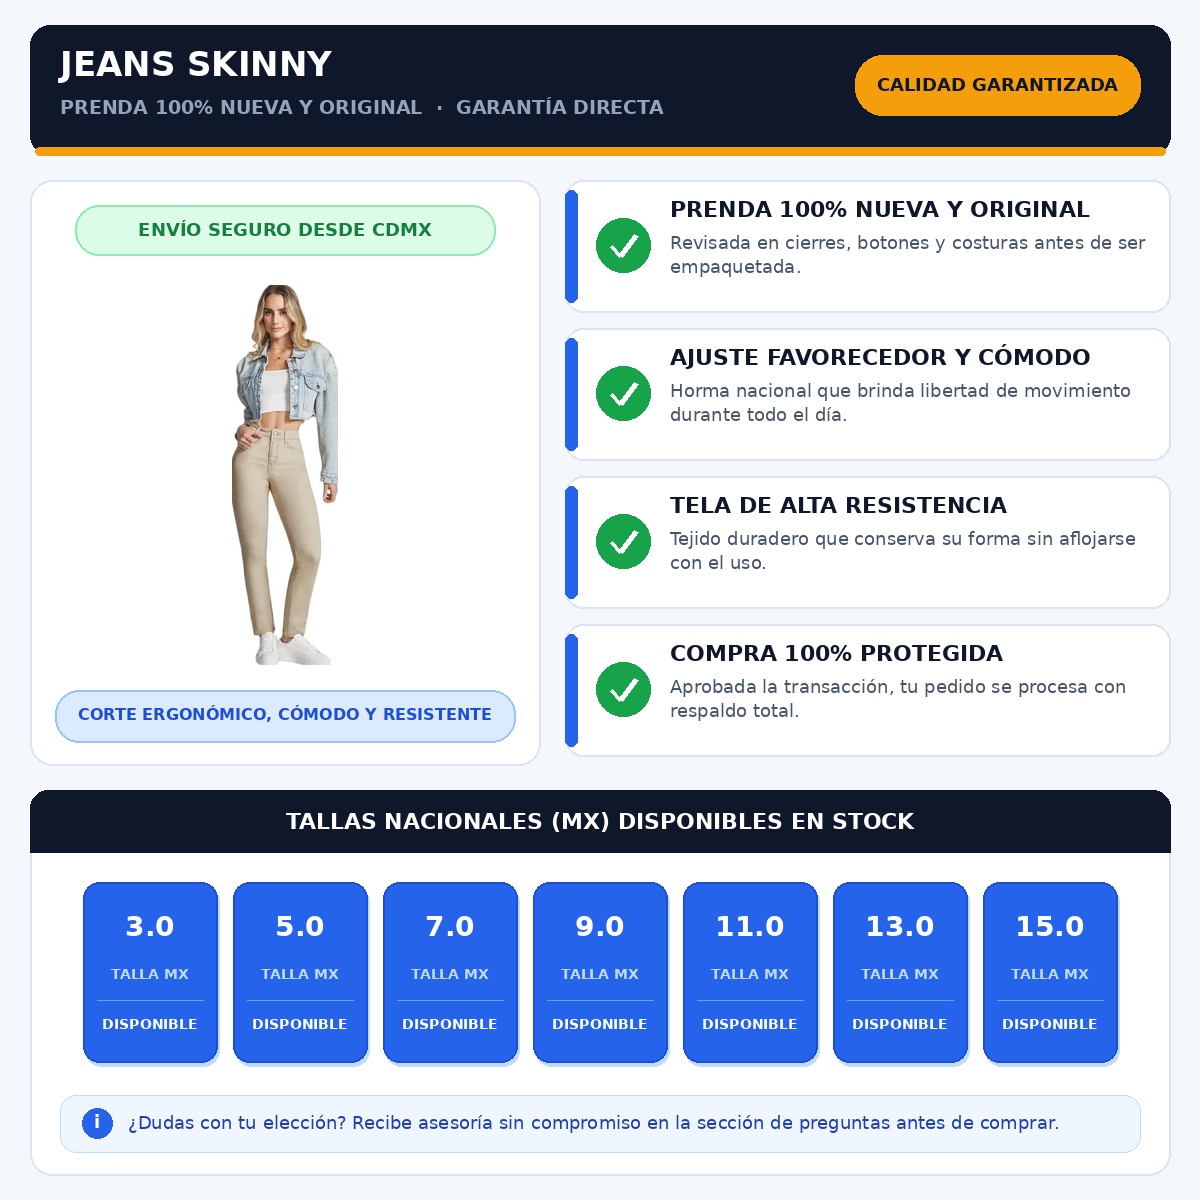 JEANS SKINNY
PRENDA 100% NUEVA Y ORIGINAL · GARANTÍA DIRECTA
CALIDAD GARANTIZADA
ENVÍO SEGURO DESDE CDMX
CORTE ERGONÓMICO, CÓMODO Y RESISTENTE
PRENDA 100% NUEVA Y ORIGINAL
Revisada en cierres, botones y costuras antes de ser
empaquetada.
AJUSTE FAVORECEDOR Y CÓMODO
Horma nacional que brinda libertad de movimiento
durante todo el día.
TELA DE ALTA RESISTENCIA
Tejido duradero que conserva su forma sin aflojarse
con el uso.
COMPRA 100% PROTEGIDA
Aprobada la transacción, tu pedido se procesa con
respaldo total.
TALLAS NACIONALES (MX) DISPONIBLES EN STOCK
3.0 5.0 7.0 9.0 11.0 13.0 15.0
TALLA MX TALLA MX TALLA MX TALLA MX TALLA MX TALLA MX TALLA MX
DISPONIBLE DISPONIBLE DISPONIBLE DISPONIBLE DISPONIBLE DISPONIBLE DISPONIBLE
i ¿Dudas con tu elección? Recibe asesoría sin compromiso en la sección de preguntas antes de comprar.